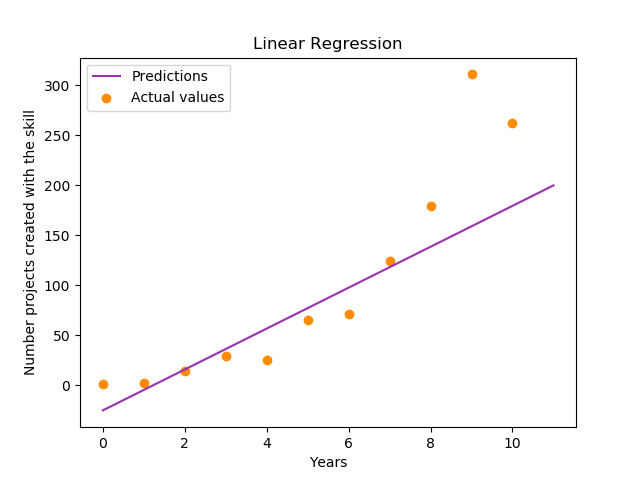 Linear Regression
Predictions
Actual values
Number projects created with the skill
300
250
200
150
100
50
0
0 2 4 6 8 10
Years